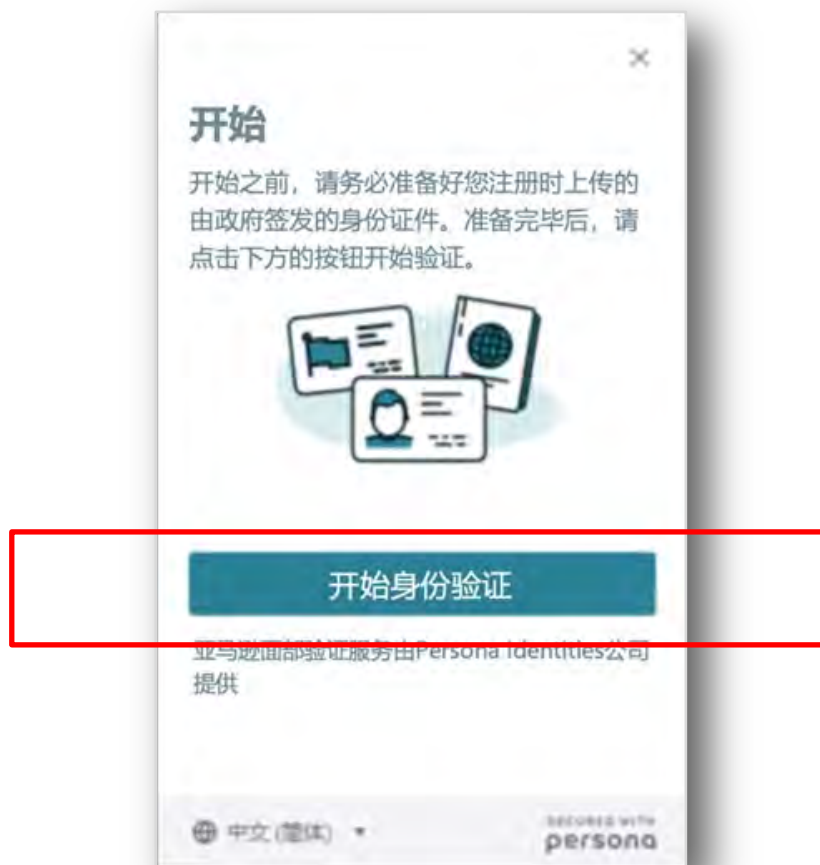 开始
开始之前，请务必准备好您注册时上传的
由政府签发的身份证件。准备完毕后，请
点击下方的按钮开始验证。
开始身份验证
亚马逊面部验证服务由Persona Identities公司
提供
中文 (简体)
SECURED WITH
persona